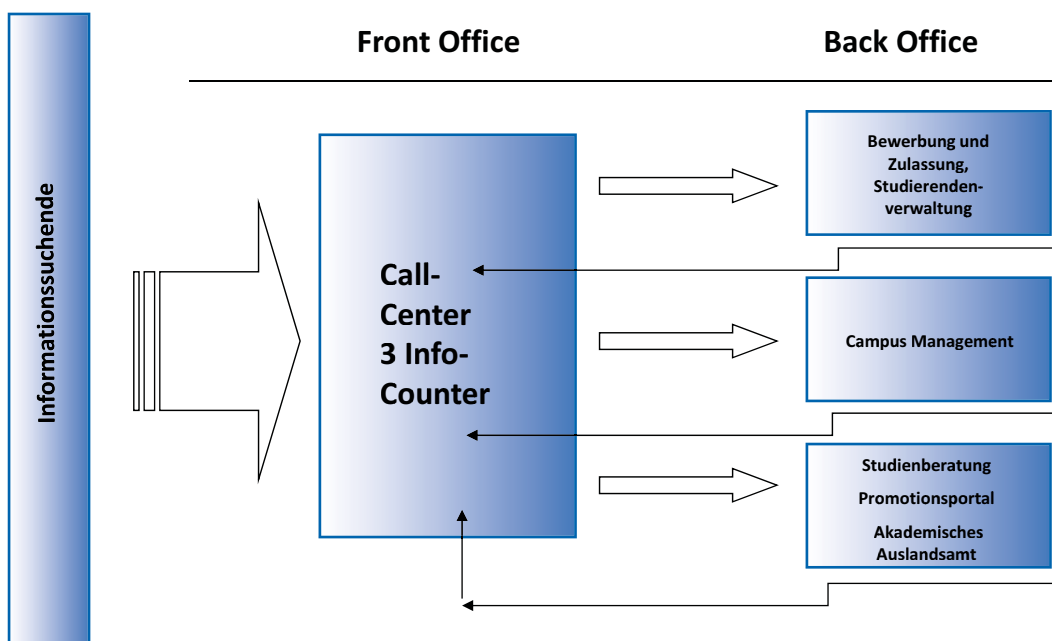 Front Office
Back Office
Informationssuchende
Call-
Center
3 Info-
Counter
Bewerbung und
Zulassung,
Studierenden-
verwaltung
Campus Management
Studienberatung
Promotionsportal
Akademisches
Auslandsamt